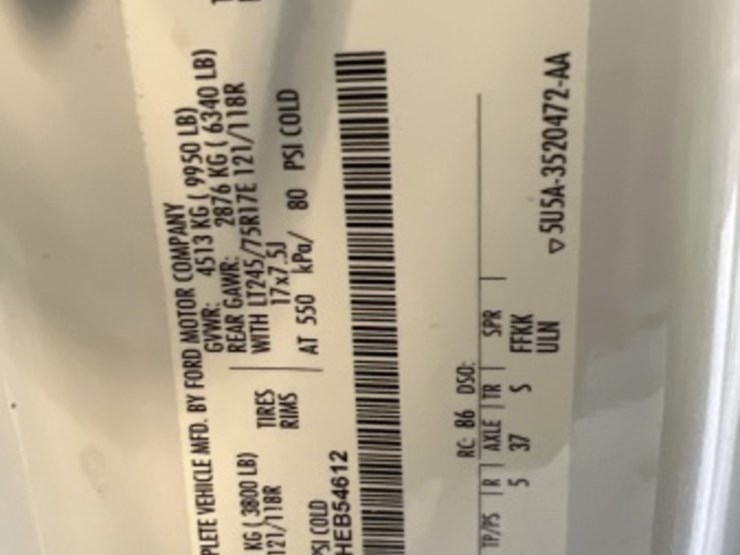 PLETE VEHICLE MFD. BY FORD MOTOR COMPANY
GVWR: 4513 KG ( 9950 LB)
KG ( 3800 LB) REAR GAWR: 2876 KG ( 6340 LB)
121/118R TIRES WITH LT245/75R17E 121/118R
RIMS 17x7.5J
PSI COLD AT 550 kPa/ 80 PSI COLD
HEB54612
RC: 86 DSO:
TP/PS R AXLE TR SPR
5 37 S FFKK
ULN
▽5U5A-3520472-AA